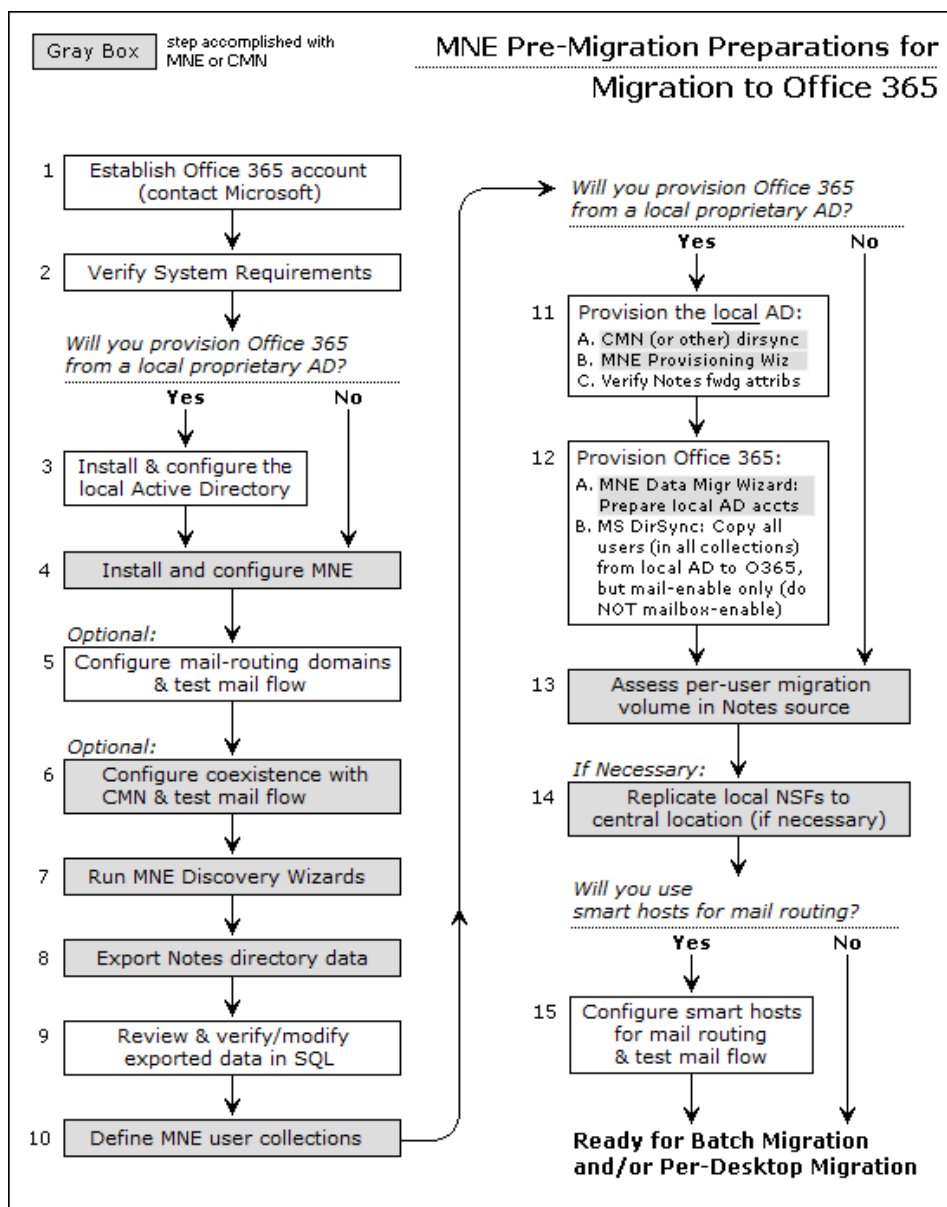 Gray Box
step accomplished with
MNE or CMN
MNE Pre-Migration Preparations for
Migration to Office 365
1
Establish Office 365 account
(contact Microsoft)
2
Verify System Requirements
Will you provision Office 365
from a local proprietary AD?
Yes
No
3
Install & configure the
local Active Directory
4
Install and configure MNE
Optional:
5
Configure mail-routing domains
& test mail flow
Optional:
6
Configure coexistence with
CMN & test mail flow
7
Run MNE Discovery Wizards
8
Export Notes directory data
9
Review & verify/modify
exported data in SQL
10
Define MNE user collections
Will you provision Office 365
from a local proprietary AD?
Yes
No
11
Provision the local AD:
A. CMN (or other) dirsync
B. MNE Provisioning Wiz
C. Verify Notes fwdg attribs
12
Provision Office 365:
A. MNE Data Migr Wizard:
Prepare local AD accts
B. MS DirSync: Copy all
users (in all collections)
from local AD to O365,
but mail-enable only (do
NOT mailbox-enable)
13
Assess per-user migration
volume in Notes source
If Necessary:
14
Replicate local NSFs to
central location (if necessary)
Will you use
smart hosts for mail routing?
Yes
No
15
Configure smart hosts
for mail routing
& test mail flow
Ready for Batch Migration
and/or Per-Desktop Migration